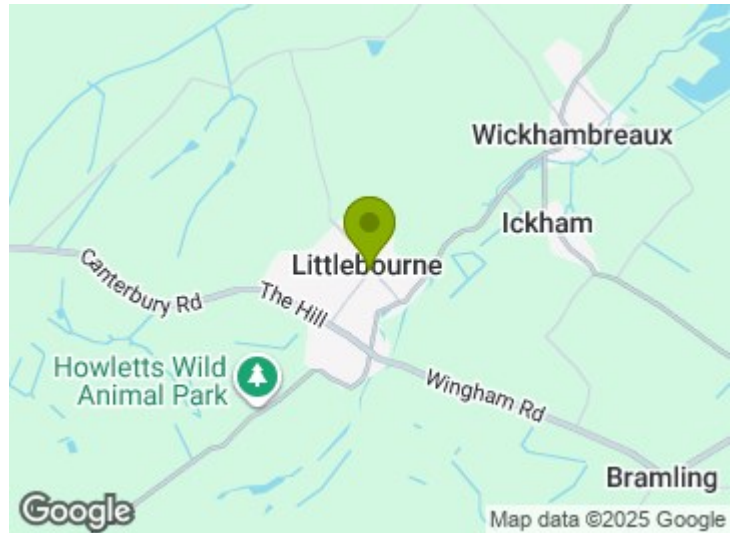 Wickhambreaux
Ickham
Littlebourne
Canterbury Rd
The Hill
Howletts Wild
Animal Park
Wingham Rd
Bramling
Google
Map data ©2025 Google